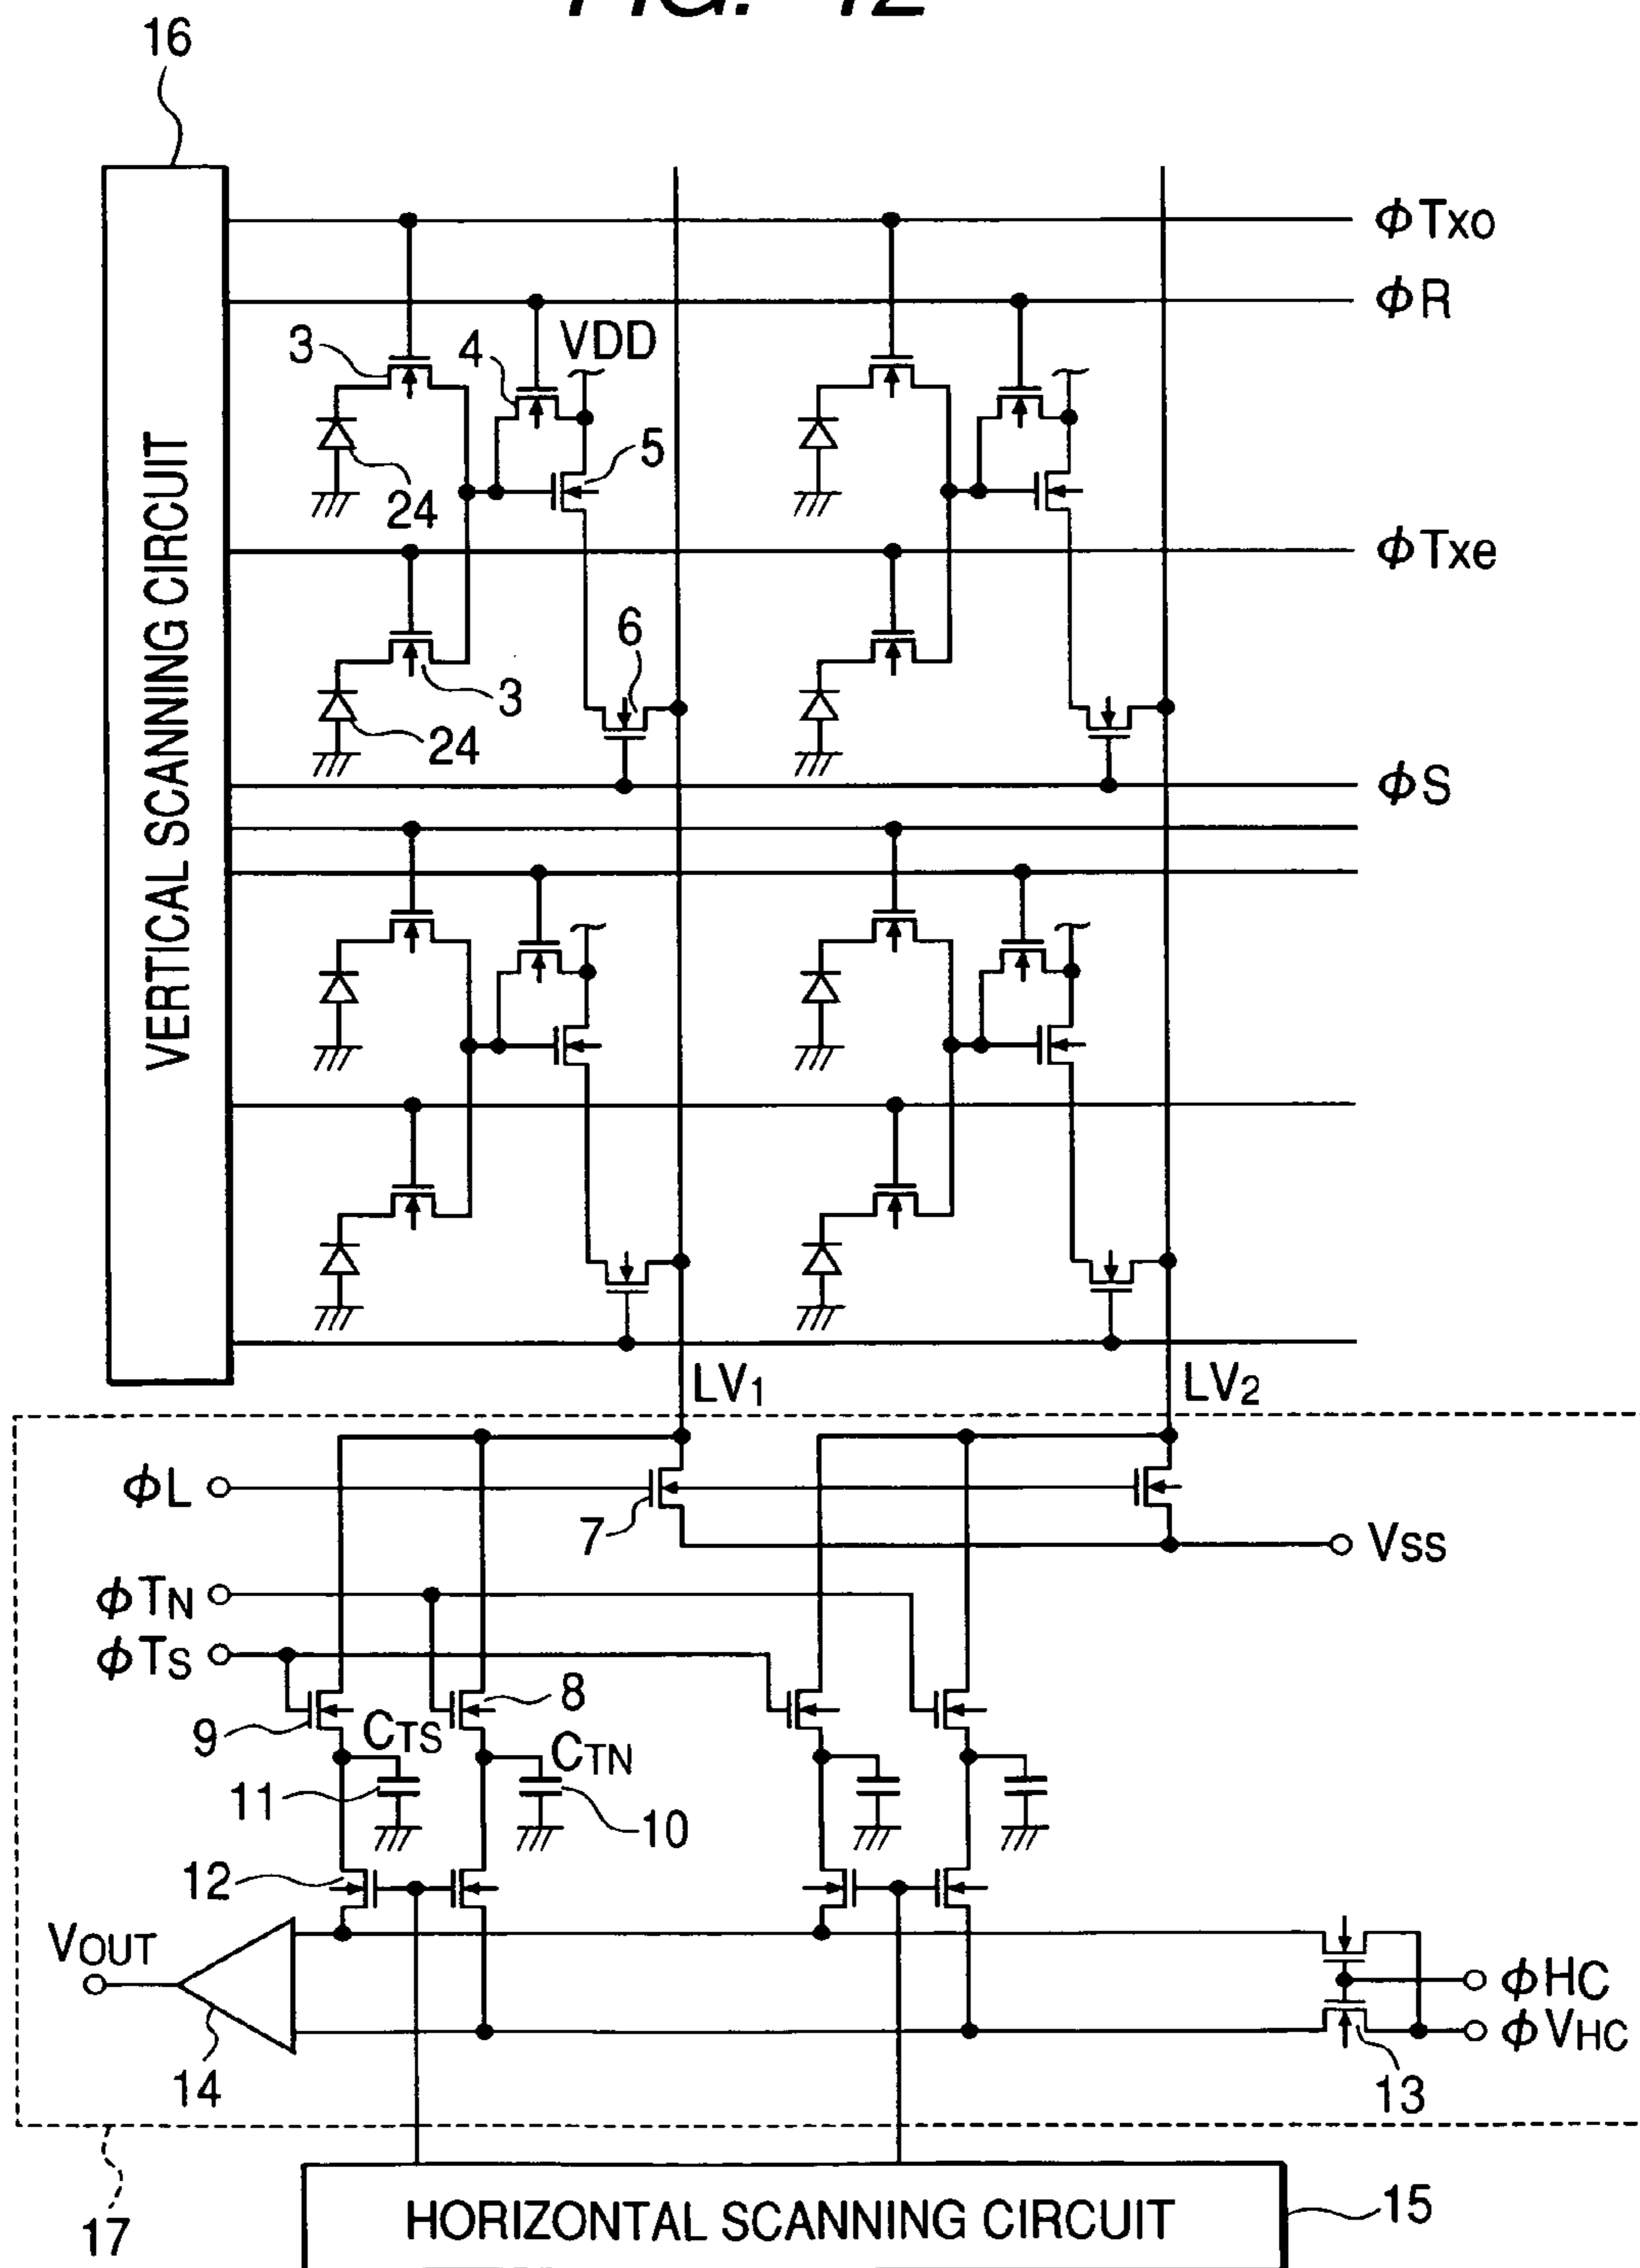 FIG. 12
16
ΦTxo
ΦR
3
4
VDD
5
24
ΦTxe
VERTICAL SCANNING CIRCUIT
6
3
24
ΦS
LV1
LV2
ΦL
7
VSS
ΦTN
ΦTS
8
9
CTS
CTN
11
10
12
VOUT
ΦHC
ΦVHC
14
13
17
HORIZONTAL SCANNING CIRCUIT
15